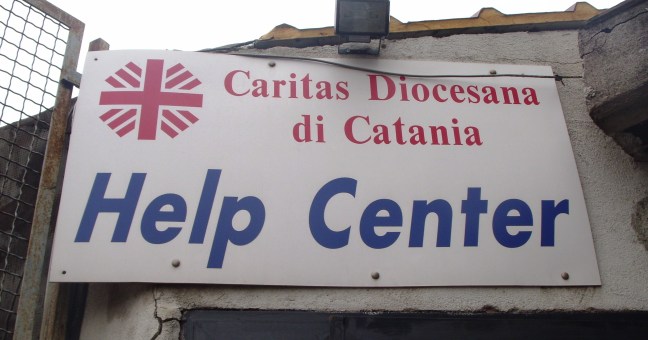 Caritas Diocesana
di Catania
Help Center